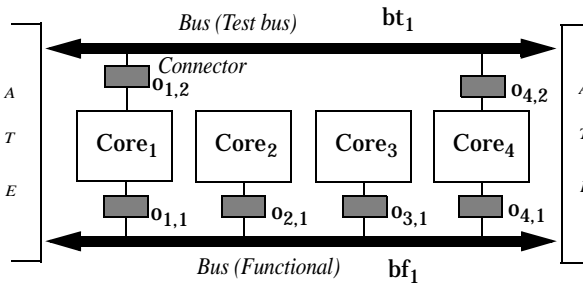 Bus (Test bus) bt1
Connector
o1,2
o4,2
A
T
E
Core1 Core2 Core3 Core4
o1,1 o2,1 o3,1 o4,1
Bus (Functional) bf1